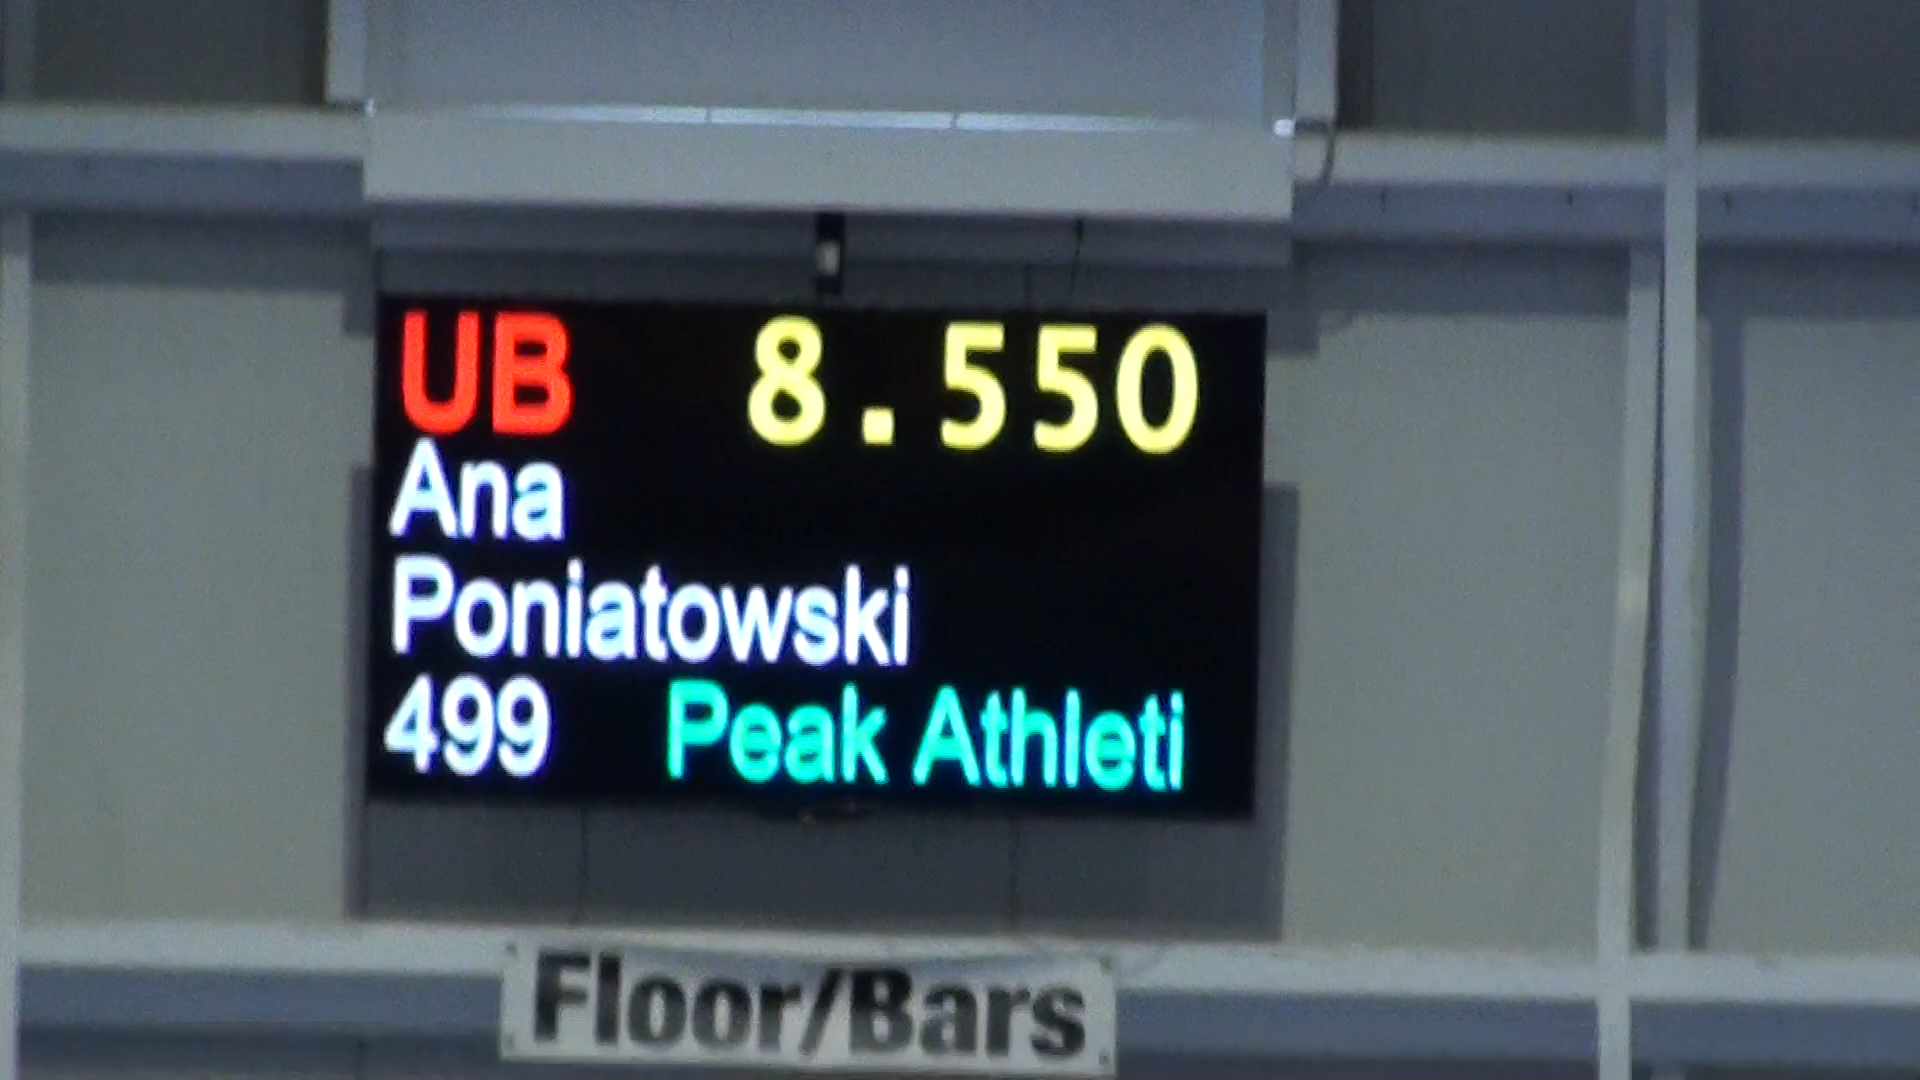 UB 8.550
Ana
Poniatowski
499 Peak Athleti
Floor/Bars